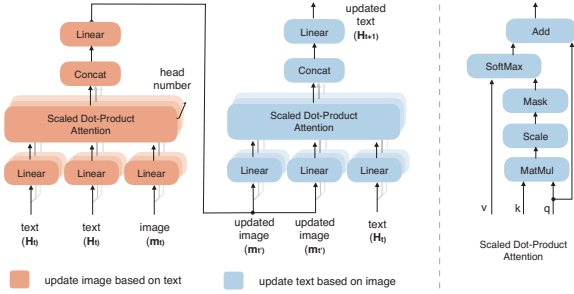 Linear
Concat
head
number
Scaled Dot-Product
Attention
Linear
Linear
Linear
text
(Ht)
text
(Ht)
image
(mt)
updated
text
(Ht+1)
Linear
Concat
Scaled Dot-Product
Attention
Linear
Linear
Linear
updated
image
(mt')
updated
image
(mt')
text
(Ht)
Add
SoftMax
Mask
Scale
MatMul
v
k
q
Scaled Dot-Product
Attention
update image based on text
update text based on image